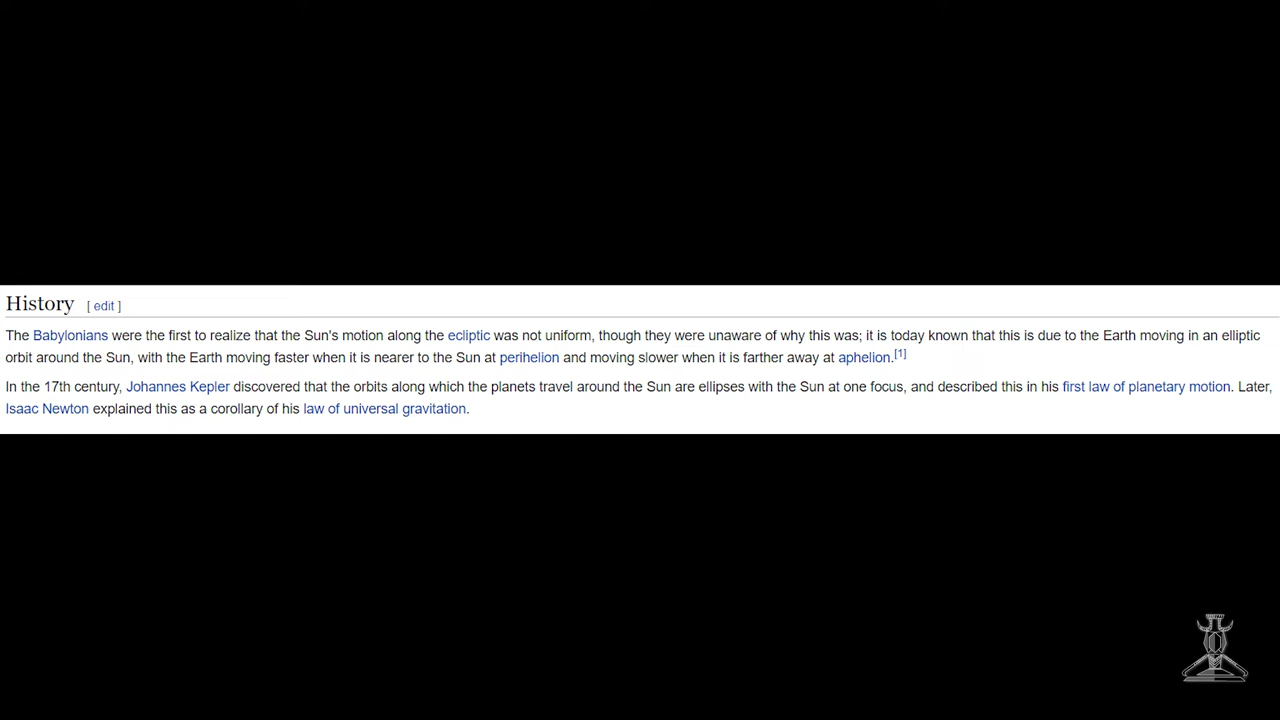 History [ edit ]
The Babylonians were the first to realize that the Sun's motion along the ecliptic was not uniform, though they were unaware of why this was; it is today known that this is due to the Earth moving in an elliptic
orbit around the Sun, with the Earth moving faster when it is nearer to the Sun at perihelion and moving slower when it is farther away at aphelion.[1]
In the 17th century, Johannes Kepler discovered that the orbits along which the planets travel around the Sun are ellipses with the Sun at one focus, and described this in his first law of planetary motion. Later,
Isaac Newton explained this as a corollary of his law of universal gravitation.